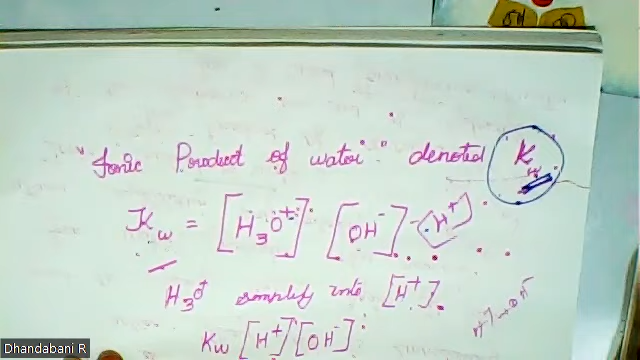 "Ionic Product of water" denoted Kw
Kw = [H3O+] [OH-] [H+]
H3O+ simplify into [H+]
Kw [H+] [OH-]
Dhandabani R